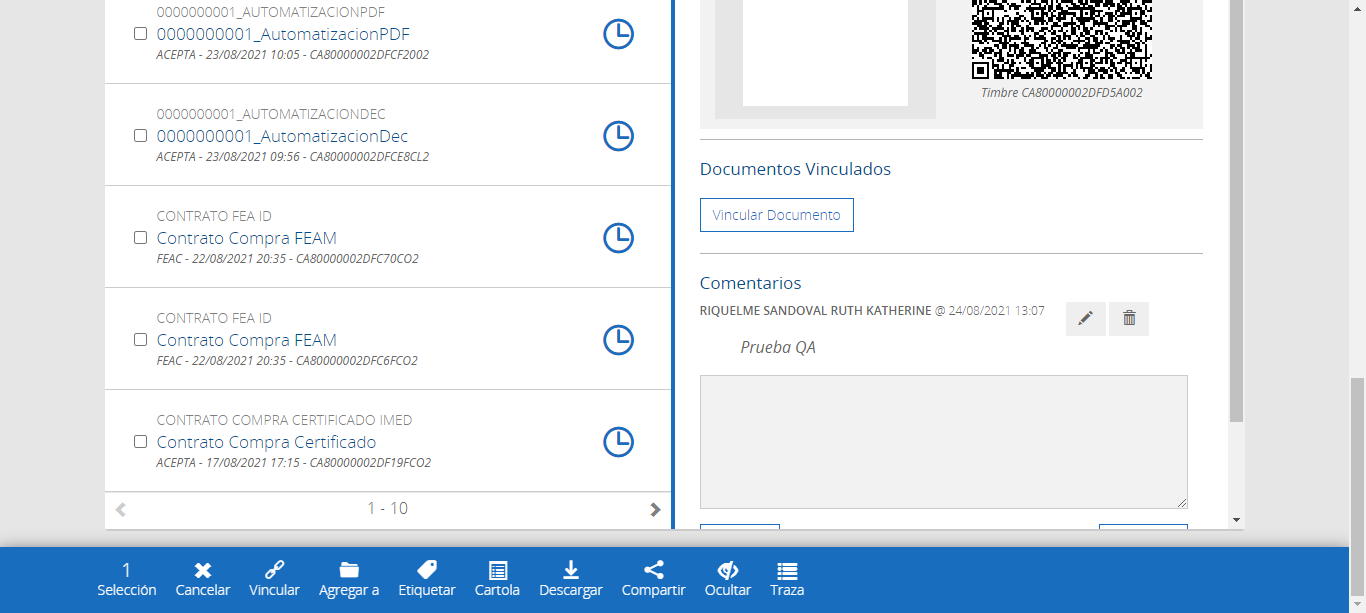 0000000001_AUTOMATIZACIONPDF
0000000001_AutomatizacionPDF
ACEPTA - 23/08/2021 10:05 - CA80000002DFCF2002
0000000001_AUTOMATIZACIONDEC
0000000001_AutomatizacionDec
ACEPTA - 23/08/2021 09:56 - CA80000002DFCE8CL2
CONTRATO FEA ID
Contrato Compra FEAM
FEAC - 22/08/2021 20:35 - CA80000002DFC70CO2
CONTRATO FEA ID
Contrato Compra FEAM
FEAC - 22/08/2021 20:35 - CA80000002DFC6FCO2
CONTRATO COMPRA CERTIFICADO IMED
Contrato Compra Certificado
ACEPTA - 17/08/2021 17:15 - CA80000002DF19FCO2
1 - 10
Timbre CA80000002DFD5A002
Documentos Vinculados
Vincular Documento
Comentarios
RIQUELME SANDOVAL RUTH KATHERINE @ 24/08/2021 13:07
Prueba QA
1
Selección
Cancelar
Vincular
Agregar a
Etiquetar
Cartola
Descargar
Compartir
Ocultar
Traza